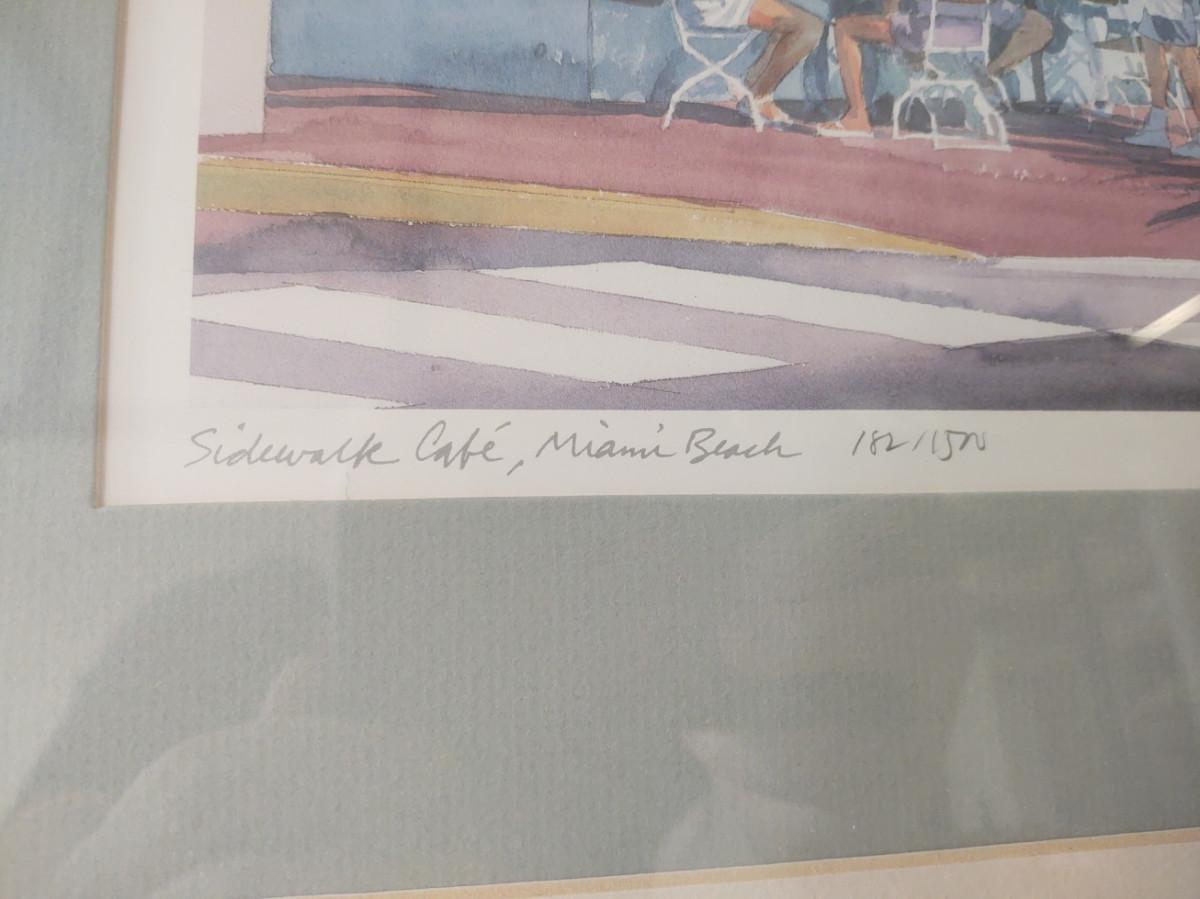 Sidewalk Café, Miami Beach 182/1500